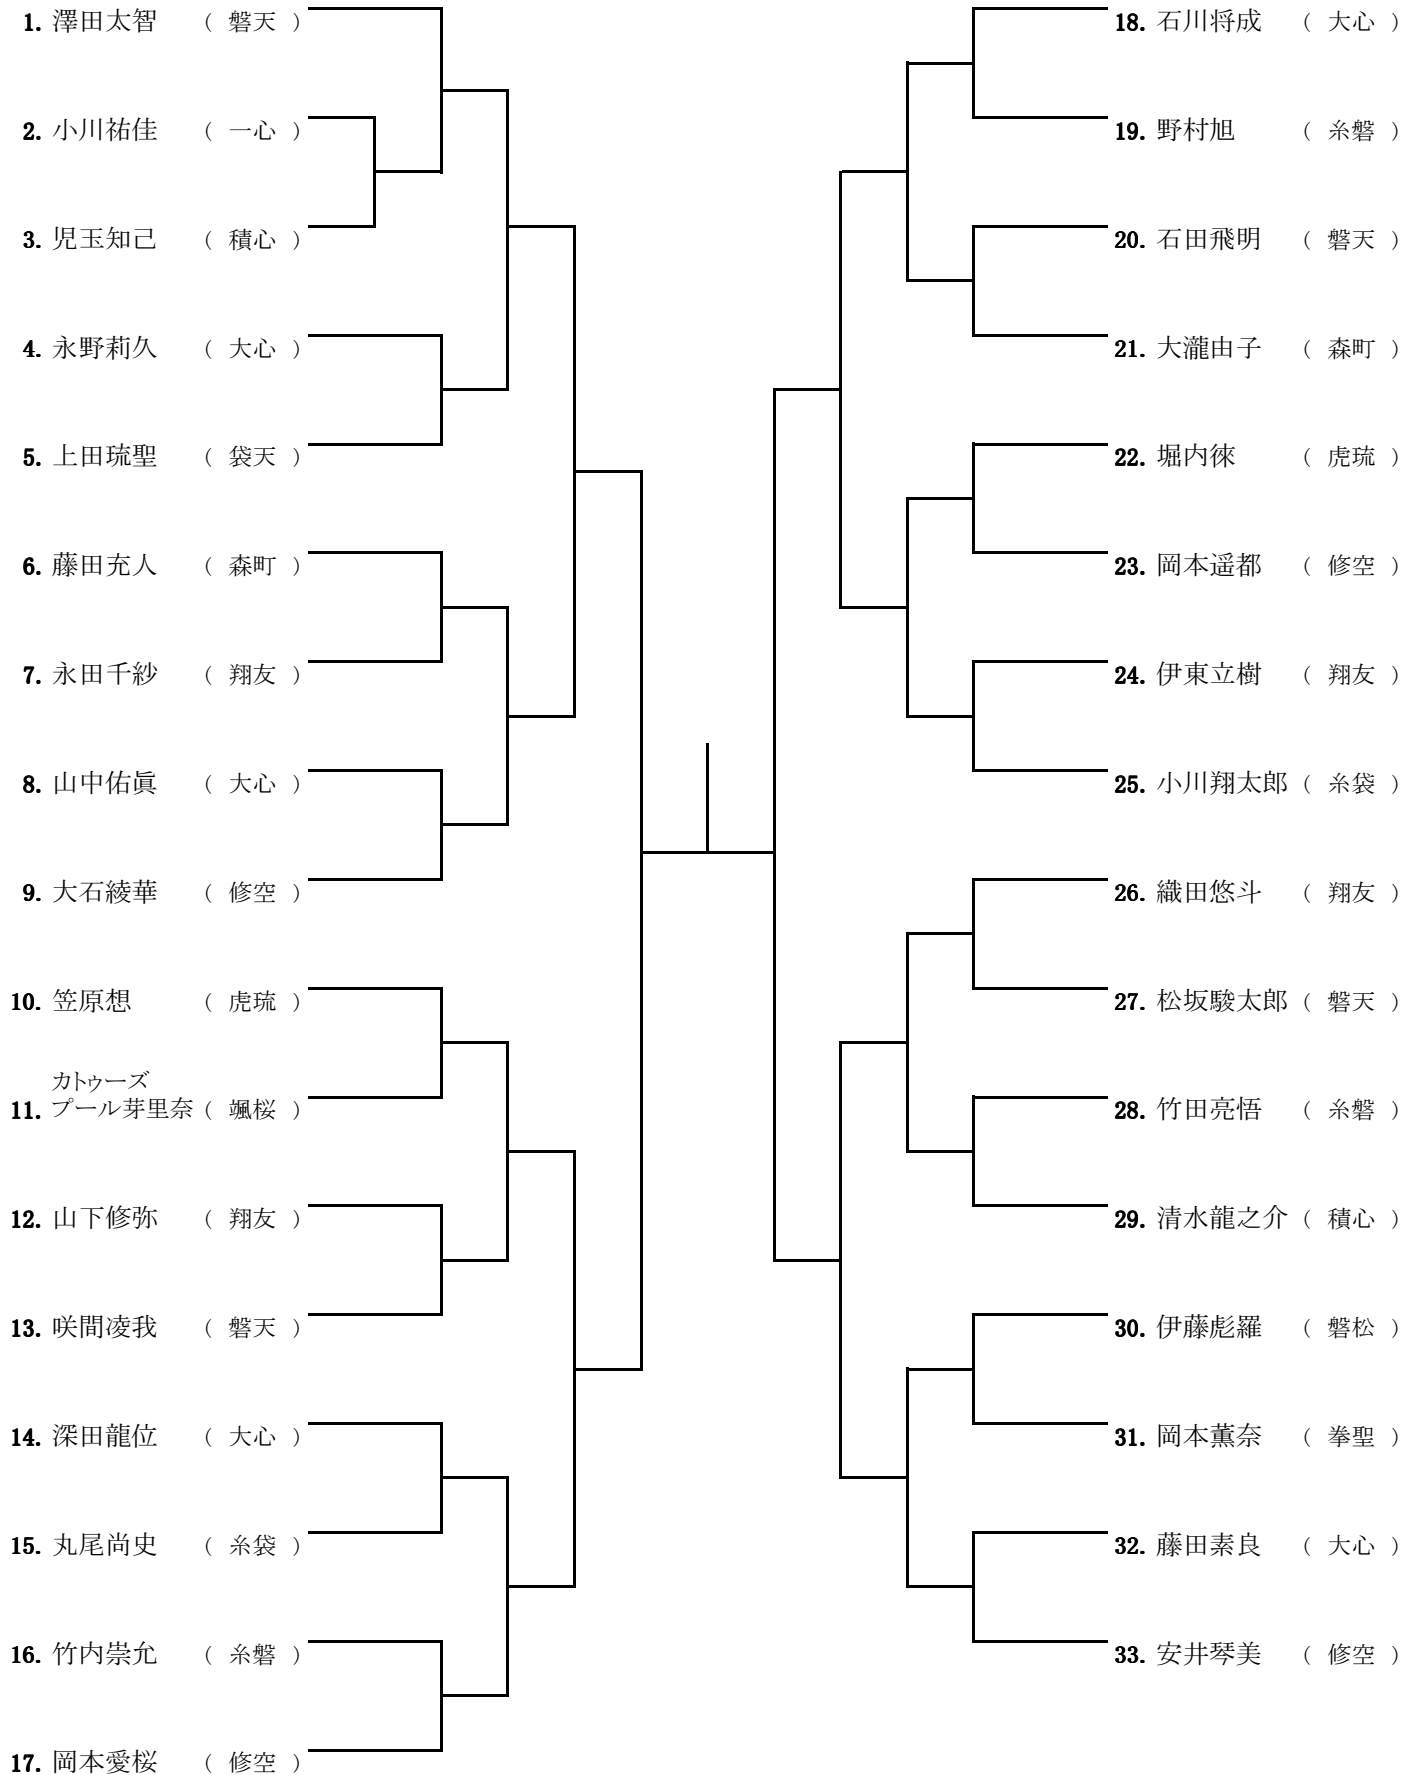 1. 澤田太智 （ 磐天 ）
2. 小川祐佳 （ 一心 ）
3. 児玉知己 （ 積心 ）
4. 永野莉久 （ 大心 ）
5. 上田琉聖 （ 袋天 ）
6. 藤田充人 （ 森町 ）
7. 永田千紗 （ 翔友 ）
8. 山中佑眞 （ 大心 ）
9. 大石綾華 （ 修空 ）
10. 笠原想 （ 虎琉 ）
カトゥーズ
11. プール芽里奈 （ 颯桜 ）
12. 山下修弥 （ 翔友 ）
13. 咲間凌我 （ 磐天 ）
14. 深田龍位 （ 大心 ）
15. 丸尾尚史 （ 糸袋 ）
16. 竹内崇允 （ 糸磐 ）
17. 岡本愛桜 （ 修空 ）
18. 石川将成 （ 大心 ）
19. 野村旭 （ 糸磐 ）
20. 石田飛明 （ 磐天 ）
21. 大瀧由子 （ 森町 ）
22. 堀内徠 （ 虎琉 ）
23. 岡本遥都 （ 修空 ）
24. 伊東立樹 （ 翔友 ）
25. 小川翔太郎 （ 糸袋 ）
26. 織田悠斗 （ 翔友 ）
27. 松坂駿太郎 （ 磐天 ）
28. 竹田亮悟 （ 糸磐 ）
29. 清水龍之介 （ 積心 ）
30. 伊藤彪羅 （ 磐松 ）
31. 岡本薫奈 （ 拳聖 ）
32. 藤田素良 （ 大心 ）
33. 安井琴美 （ 修空 ）